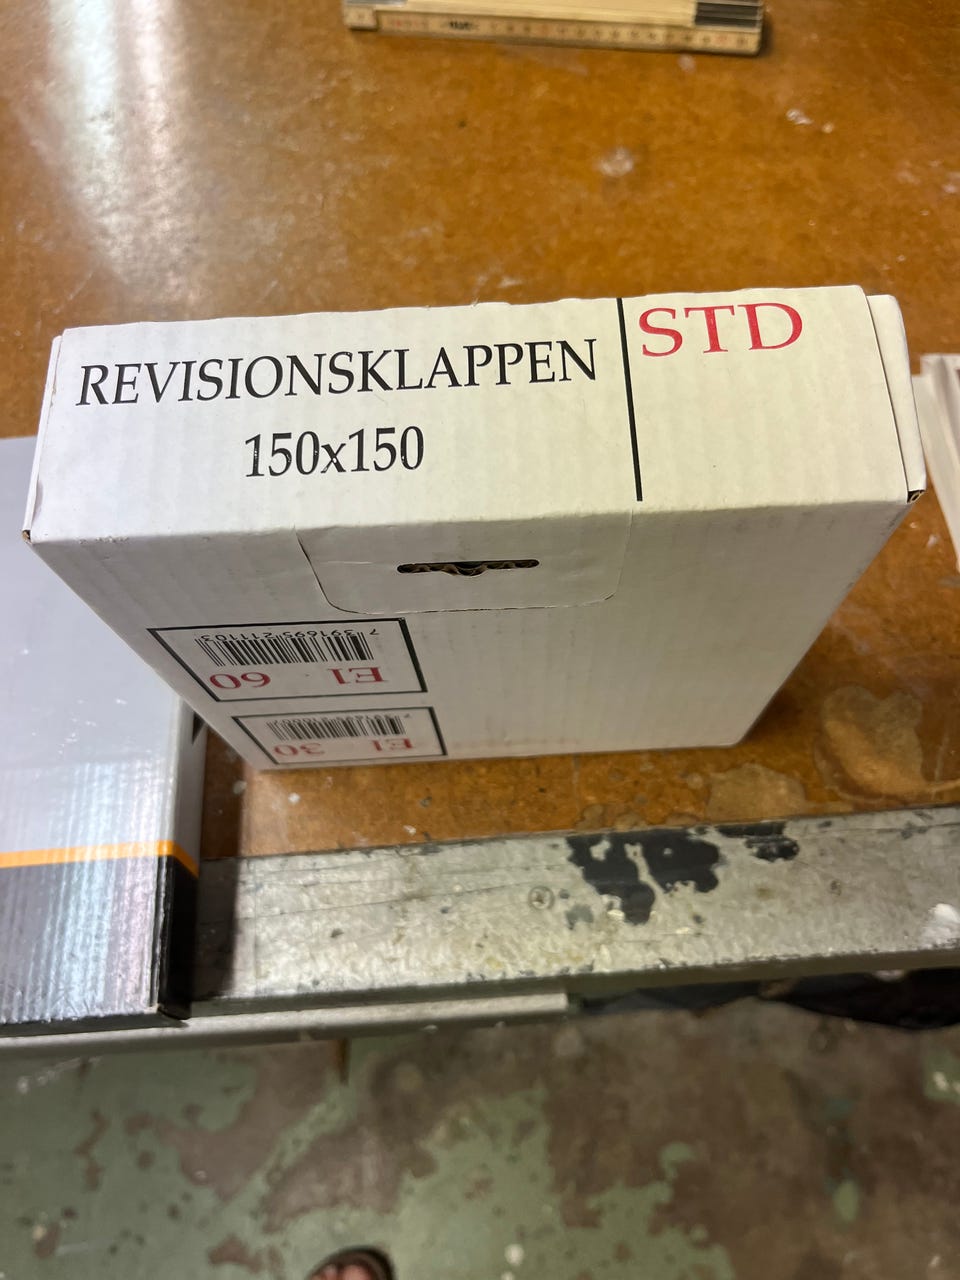 REVISIONSKLAPPEN
150x150
STD
EI 60
EI 30